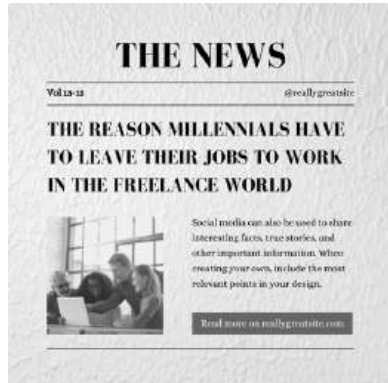 THE NEWS
Vol 12-12
@reallygreatsite
THE REASON MILLENNIALS HAVE
TO LEAVE THEIR JOBS TO WORK
IN THE FREELANCE WORLD
Social media can also be used to share
interesting facts, true stories, and
other important information. When
creating your own, include the most
relevant points in your design.
Read more on reallygreatsite.com